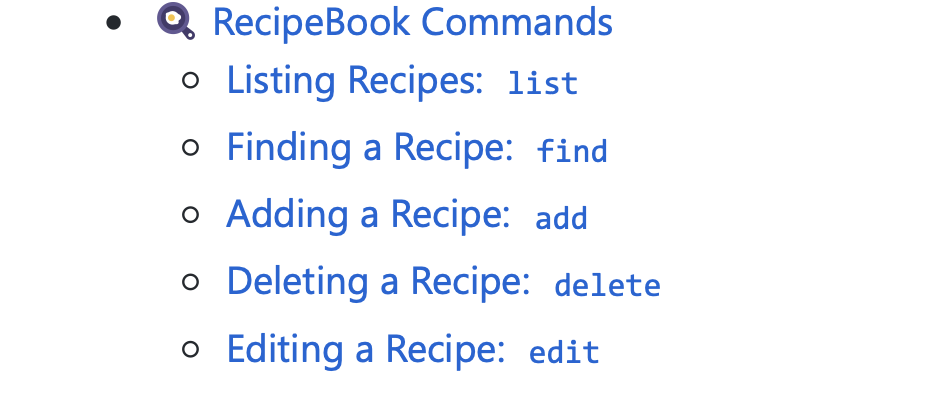 RecipeBook Commands
Listing Recipes: list
Finding a Recipe: find
Adding a Recipe: add
Deleting a Recipe: delete
Editing a Recipe: edit